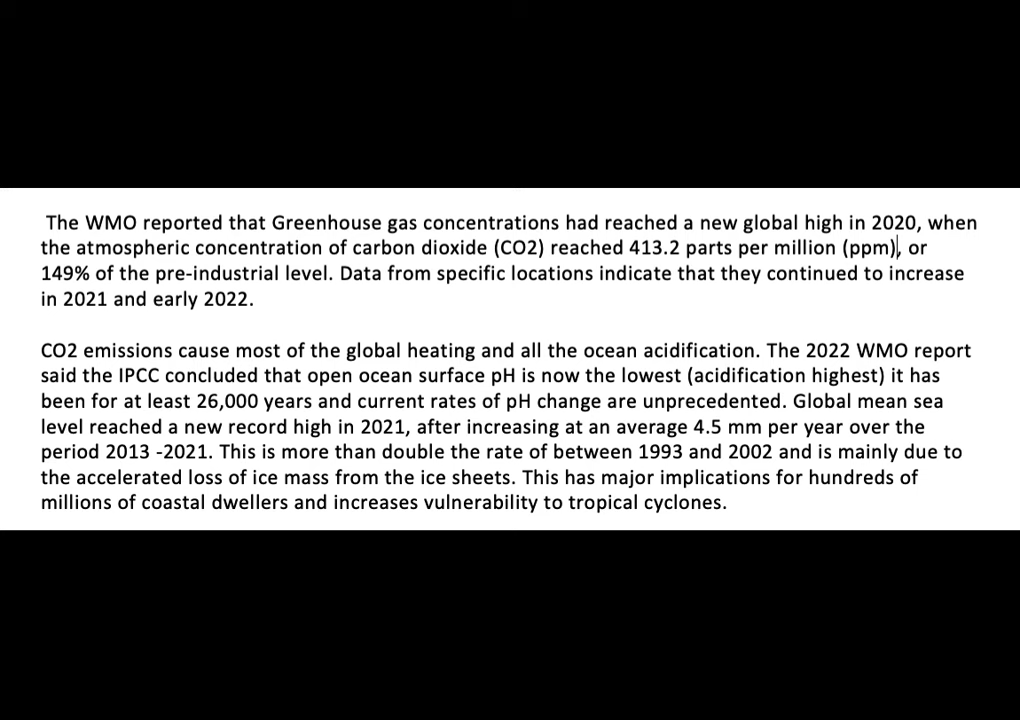 The WMO reported that Greenhouse gas concentrations had reached a new global high in 2020, when
the atmospheric concentration of carbon dioxide (CO2) reached 413.2 parts per million (ppm), or
149% of the pre-industrial level. Data from specific locations indicate that they continued to increase
in 2021 and early 2022.
CO2 emissions cause most of the global heating and all the ocean acidification. The 2022 WMO report
said the IPCC concluded that open ocean surface pH is now the lowest (acidification highest) it has
been for at least 26,000 years and current rates of pH change are unprecedented. Global mean sea
level reached a new record high in 2021, after increasing at an average 4.5 mm per year over the
period 2013 -2021. This is more than double the rate of between 1993 and 2002 and is mainly due to
the accelerated loss of ice mass from the ice sheets. This has major implications for hundreds of
millions of coastal dwellers and increases vulnerability to tropical cyclones.